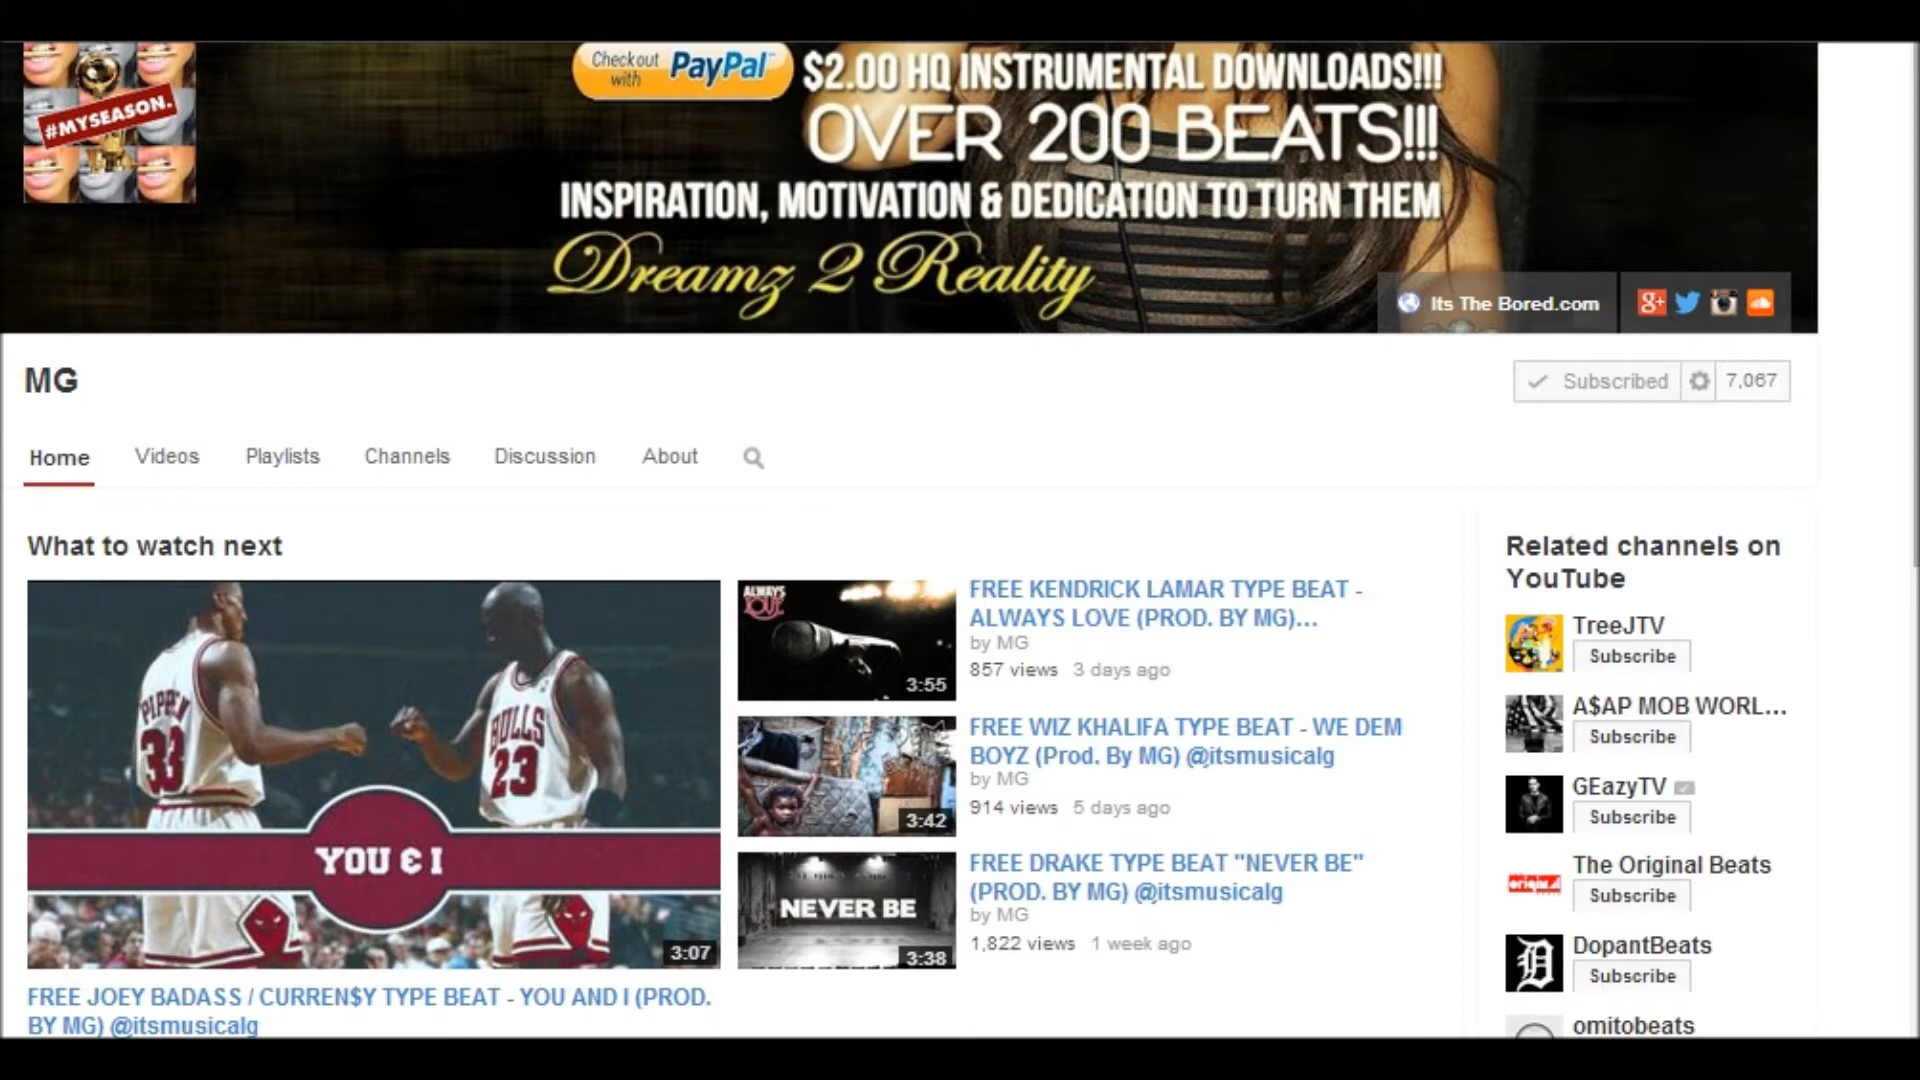 #MYSEASON.
Checkout with PayPal
$2.00 HQ INSTRUMENTAL DOWNLOADS!!!
OVER 200 BEATS!!!
INSPIRATION, MOTIVATION & DEDICATION TO TURN THEM
Dreamz 2 Reality
Its The Bored.com
g+
MG
Subscribed
7,067
Home Videos Playlists Channels Discussion About
What to watch next
PIPPEN
33
BULLS
23
YOU & I
3:07
FREE JOEY BADASS / CURREN$Y TYPE BEAT - YOU AND I (PROD.
BY MG) @itsmusicalg
ALWAYS
LOVE
3:55
FREE KENDRICK LAMAR TYPE BEAT -
ALWAYS LOVE (PROD. BY MG)...
by MG
857 views 3 days ago
3:42
FREE WIZ KHALIFA TYPE BEAT - WE DEM
BOYZ (Prod. By MG) @itsmusicalg
by MG
914 views 5 days ago
NEVER BE
3:38
FREE DRAKE TYPE BEAT "NEVER BE"
(PROD. BY MG) @itsmusicalg
by MG
1,822 views 1 week ago
Related channels on
YouTube
TreeJTV
Subscribe
A$AP MOB WORL...
Subscribe
GEazyTV
Subscribe
The Original Beats
Subscribe
DopantBeats
Subscribe
omitobeats